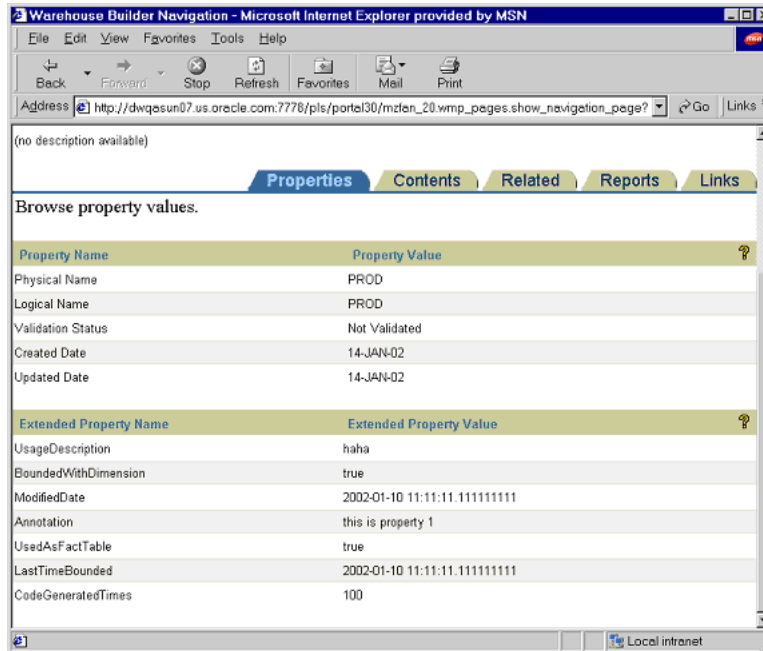 Warehouse Builder Navigation - Microsoft Internet Explorer provided by MSN
File Edit View Favorites Tools Help
msn
Back Forward Stop Refresh Favorites Mail Print
Address http://dwqasun07.us.oracle.com:7778/pls/portal30/mzfan_20.wmp_pages.show_navigation_page? Go Links
(no description available)
Properties Contents Related Reports Links
Browse property values.
Property Name Property Value ?
Physical Name PROD
Logical Name PROD
Validation Status Not Validated
Created Date 14-JAN-02
Updated Date 14-JAN-02
Extended Property Name Extended Property Value ?
UsageDescription haha
BoundedWithDimension true
ModifiedDate 2002-01-10 11:11:11.111111111
Annotation this is property 1
UsedAsFactTable true
LastTimeBounded 2002-01-10 11:11:11.111111111
CodeGeneratedTimes 100
Local intranet